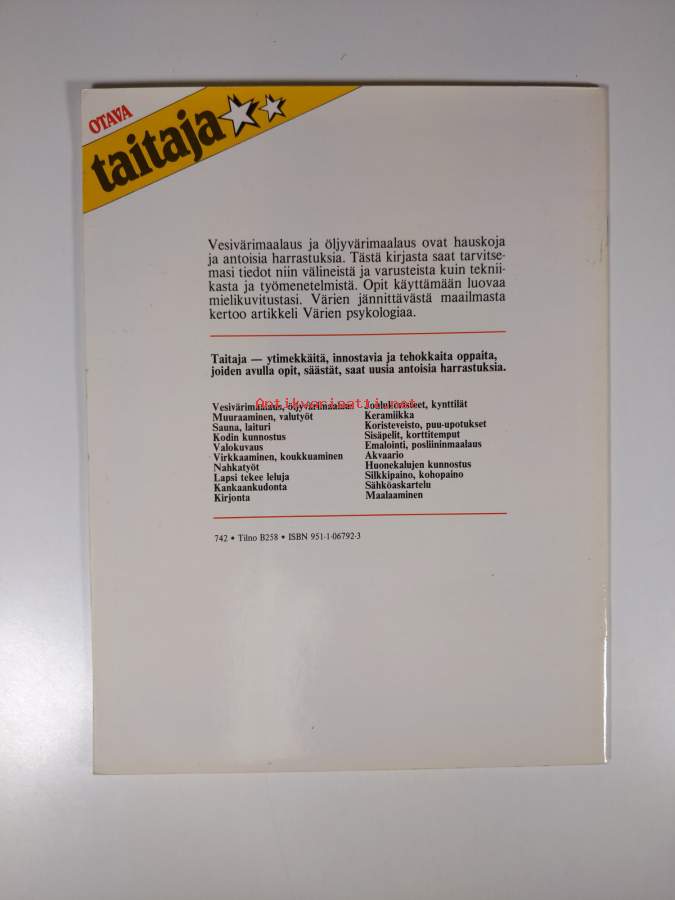 OTAVA
taitaja
Vesivärimaalaus ja öljyvärimaalaus ovat hauskoja
ja antoisia harrastuksia. Tästä kirjasta saat tarvitse-
masi tiedot niin välineistä ja varusteista kuin teknii-
kasta ja työmenetelmistä. Opit käyttämään luovaa
mielikuvitustasi. Värien jännittävästä maailmasta
kertoo artikkeli Värien psykologiaa.
Taitaja — ytimekkäitä, innostavia ja tehokkaita oppaita,
joiden avulla opit, säästät, saat uusia antoisia harrastuksia.
Antikvariaatti.net
Vesivärimaalaus, öljyvärimaalaus
Muuraaminen, valutyöt
Sauna, laituri
Kodin kunnostus
Valokuvaus
Virkkaaminen, koukkuaminen
Nahkatyöt
Lapsi tekee leluja
Kankaankudonta
Kirjonta
Joulukoristeet, kynttilät
Keramiikka
Koristeveisto, puu-upotukset
Sisäpelit, korttitemput
Emalointi, posliininmaalaus
Akvaario
Huonekalujen kunnostus
Silkkipaino, kohopaino
Sähköaskartelu
Maalaaminen
742 • Tilno B258 • ISBN 951-1-06792-3